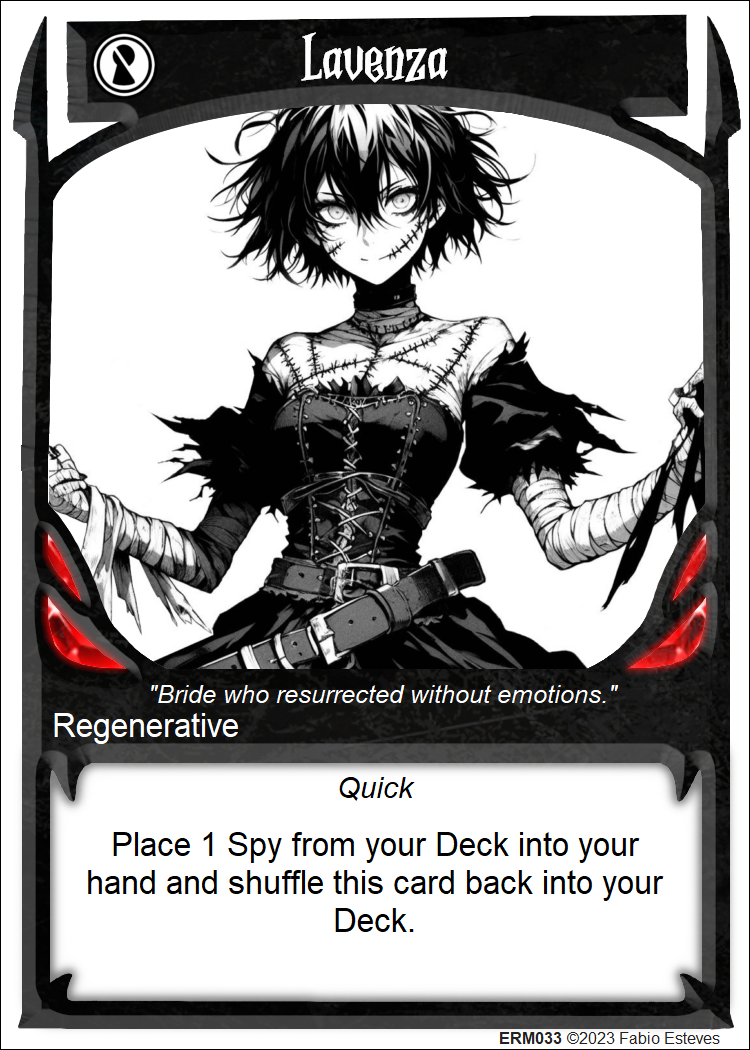 Lavenza
"Bride who resurrected without emotions."
Regenerative
Quick
Place 1 Spy from your Deck into your
hand and shuffle this card back into your
Deck.
ERM033 ©2023 Fabio Esteves